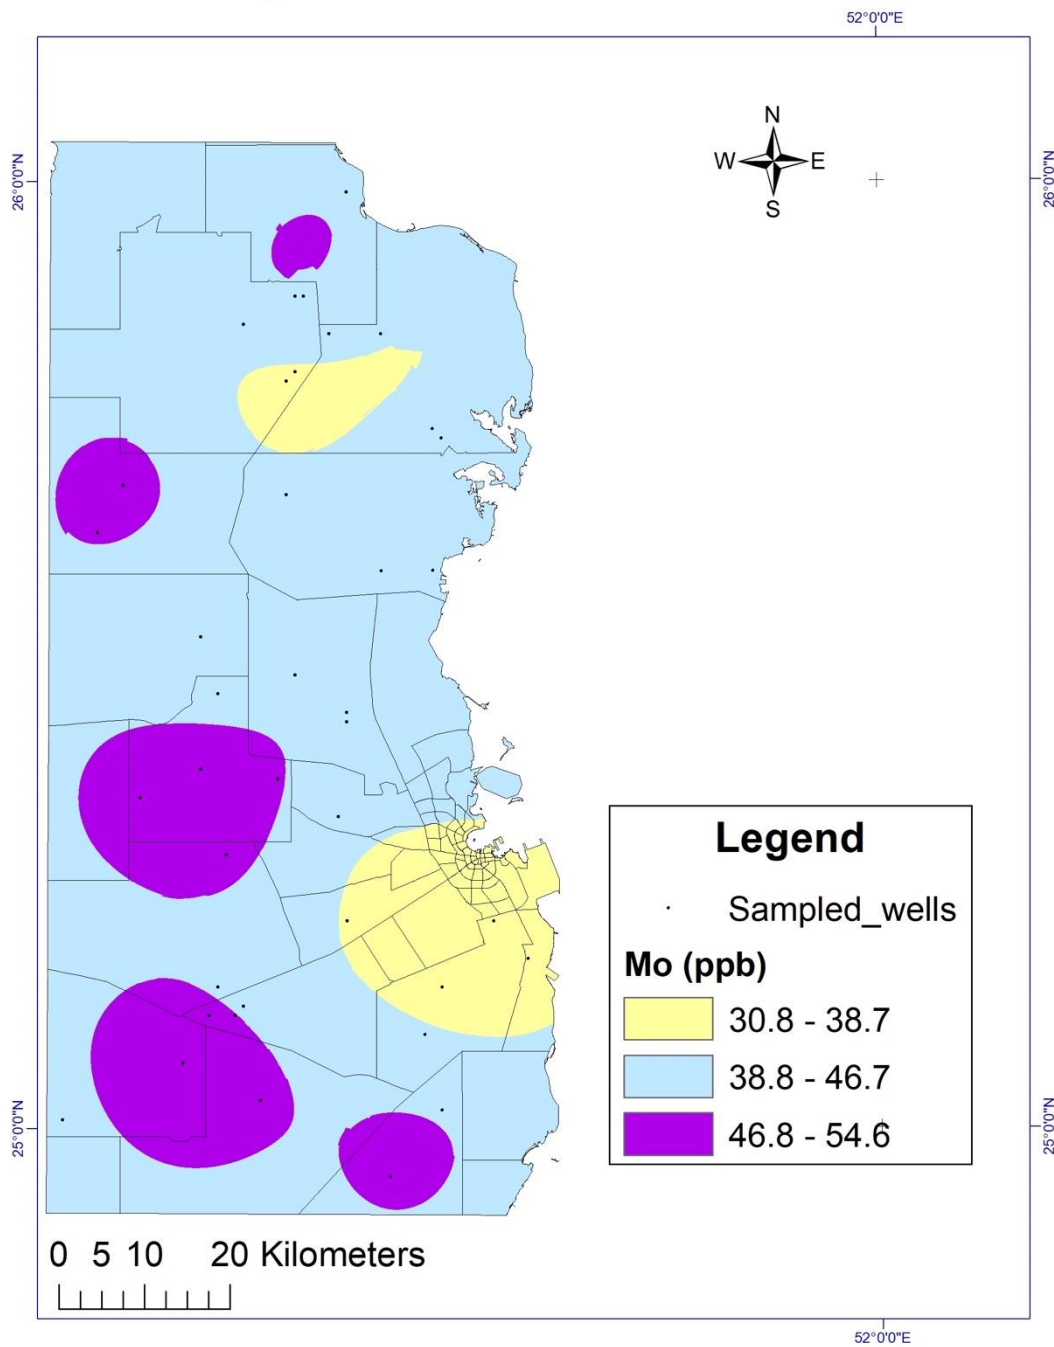 52°0'0"E
N
W E
S
26°0'0"N
26°0'0"N
Legend
Sampled_wells
Mo (ppb)
30.8 - 38.7
38.8 - 46.7
46.8 - 54.6
25°0'0"N
25°0'0"N
0 5 10 20 Kilometers
52°0'0"E